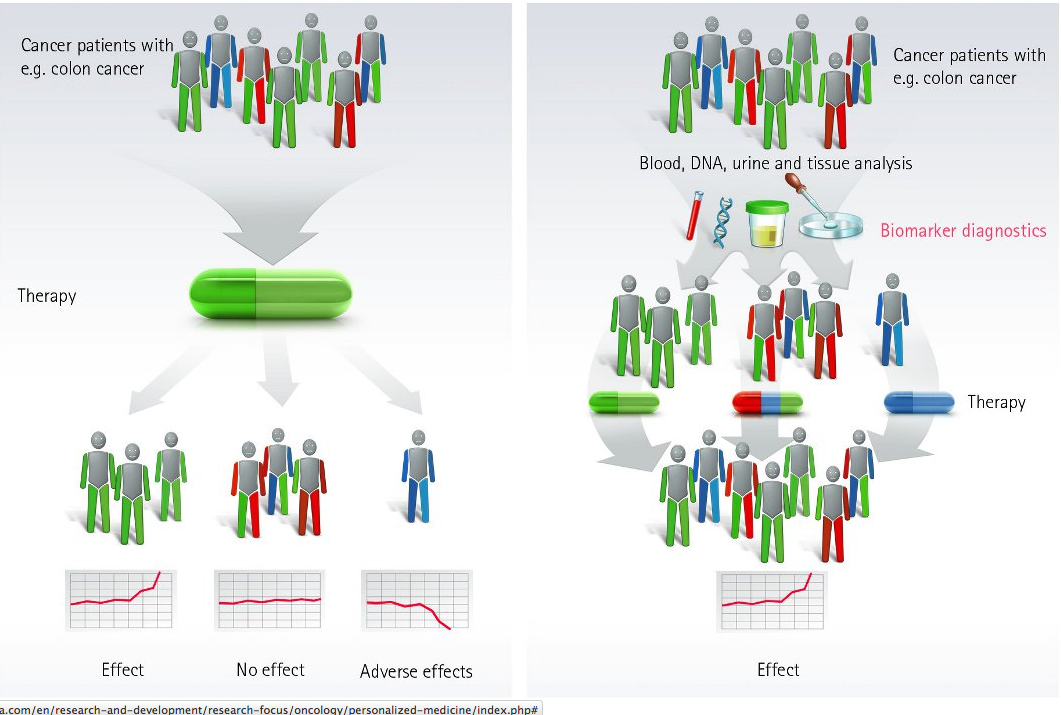 Cancer patients with
e.g. colon cancer
Therapy
Effect
No effect
Adverse effects
Cancer patients with
e.g. colon cancer
Blood, DNA, urine and tissue analysis
Biomarker diagnostics
Therapy
Effect
a.com/en/research-and-development/research-focus/oncology/personalized-medicine/index.php#